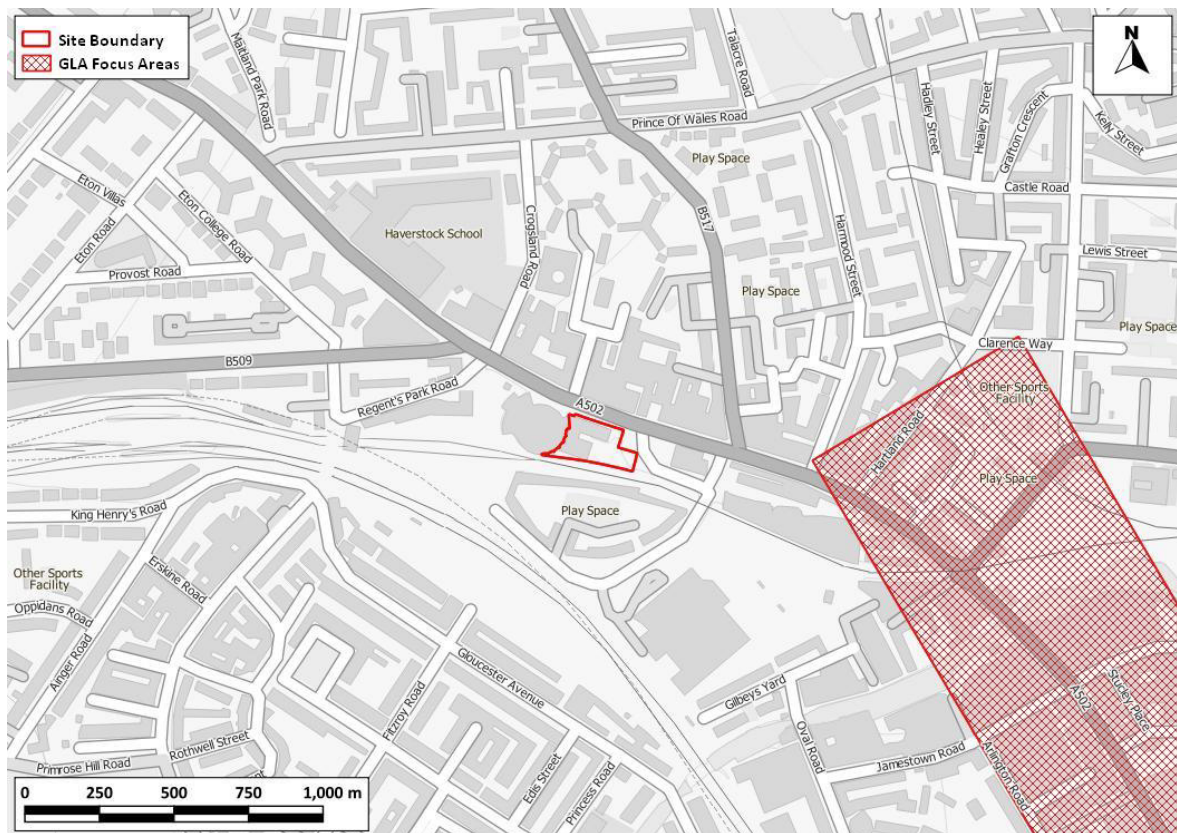 Site Boundary
GLA Focus Areas
N
Maitland Park Road
Talacre Road
Prince Of Wales Road
Hadley Street
Healey Street
Grafton Crescent
Kelly Street
Play Space
Castle Road
Eton Villas
Eton College Road
Eton Road
Haverstock School
Crogsland Road
B517
Harmood Street
Lewis Street
Provost Road
Play Space
Play Space
Clarence Way
B509
Regent's Park Road
A502
Other Sports
Facility
Hartland Road
Play Space
King Henry's Road
Play Space
Other Sports
Facility
Erskine Road
Oppidans Road
Ainger Road
Gloucester Avenue
Fitzroy Road
Gilbeys Yard
Oval Road
Stucley Place
A502
Rothwell Street
Primrose Hill Road
Edis Street
Princess Road
Jamestown Road
Arlington Road
0 250 500 750 1,000 m